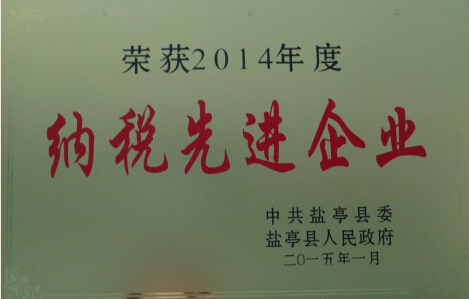 荣获2014年度
纳税先进企业
中共盐亭县委
盐亭县人民政府
二〇一五年一月